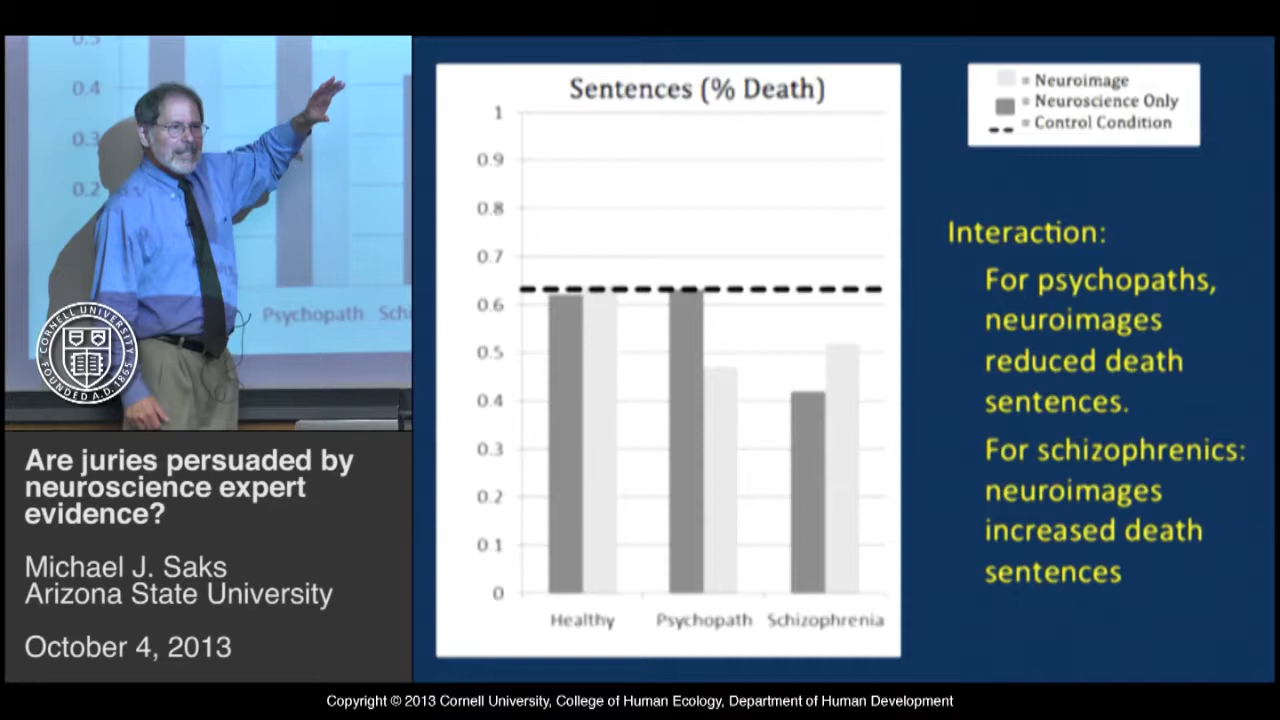 0.5
0.4
0.3
0.2
Psychopath Schi
CORNELL UNIVERSITY
FOUNDED A.D. 1865
Are juries persuaded by
neuroscience expert
evidence?
Michael J. Saks
Arizona State University
October 4, 2013
Sentences (% Death)
1
0.9
0.8
0.7
0.6
0.5
0.4
0.3
0.2
0.1
0
Healthy Psychopath Schizophrenia
= Neuroimage
= Neuroscience Only
= Control Condition
Interaction:
For psychopaths,
neuroimages
reduced death
sentences.
For schizophrenics:
neuroimages
increased death
sentences
Copyright © 2013 Cornell University, College of Human Ecology, Department of Human Development